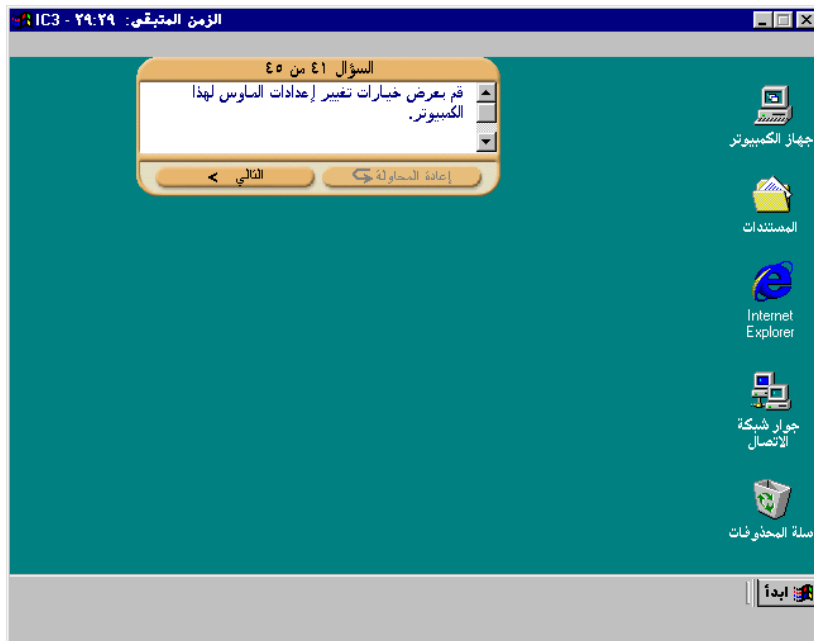 الزمن المتبقي: ٢٩:٢٩ - IC3
السؤال ٤١ من ٤٥
قم بعرض خيارات تغيير إعدادات الماوس لهذا
الكمبيوتر.
إعادة المحاولة
التالي >
جهاز الكمبيوتر
المستندات
Internet
Explorer
جوار شبكة
الاتصال
سلة المحذوفات
ابدأ